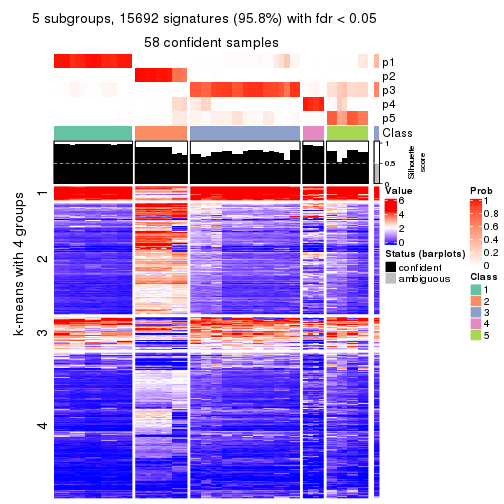 5 subgroups, 15692 signatures (95.8%) with fdr < 0.05
58 confident samples
p1
p2
p3
p4
p5
Class
1
0.5
0
Silhouette
score
k-means with 4 groups
1
2
3
4
Value
6
4
2
0
Status (barplots)
confident
ambiguous
Prob
1
0.8
0.6
0.4
0.2
0
Class
1
2
3
4
5